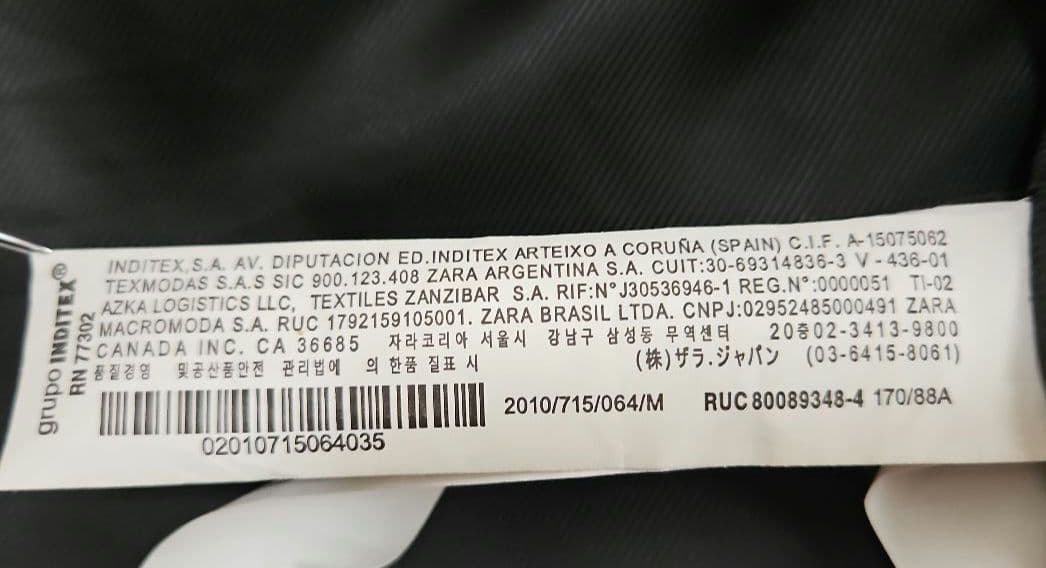 grupo INDITEX®
RN 77302
INDITEX,S.A. AV. DIPUTACION ED.INDITEX ARTEIXO A CORUÑA (SPAIN) C.I.F. A-15075062
TEXMODAS S.A.S SIC 900.123.408 ZARA ARGENTINA S.A. CUIT:30-69314836-3 V - 436-01
AZKA LOGISTICS LLC, TEXTILES ZANZIBAR S.A. RIF:N°J30536946-1 REG.N°:0000051 TI-02
MACROMODA S.A. RUC 1792159105001. ZARA BRASIL LTDA. CNPJ:02952485000491 ZARA
CANADA INC. CA 36685 자라코리아 서울시 강남구 삼성동 무역센터 20층02-3413-9800
품질경영 및공산품안전 관리법에 의 한품 질표 시 (株)ザラ.ジャパン (03-6415-8061)
2010/715/064/M RUC 80089348-4 170/88A
02010715064035